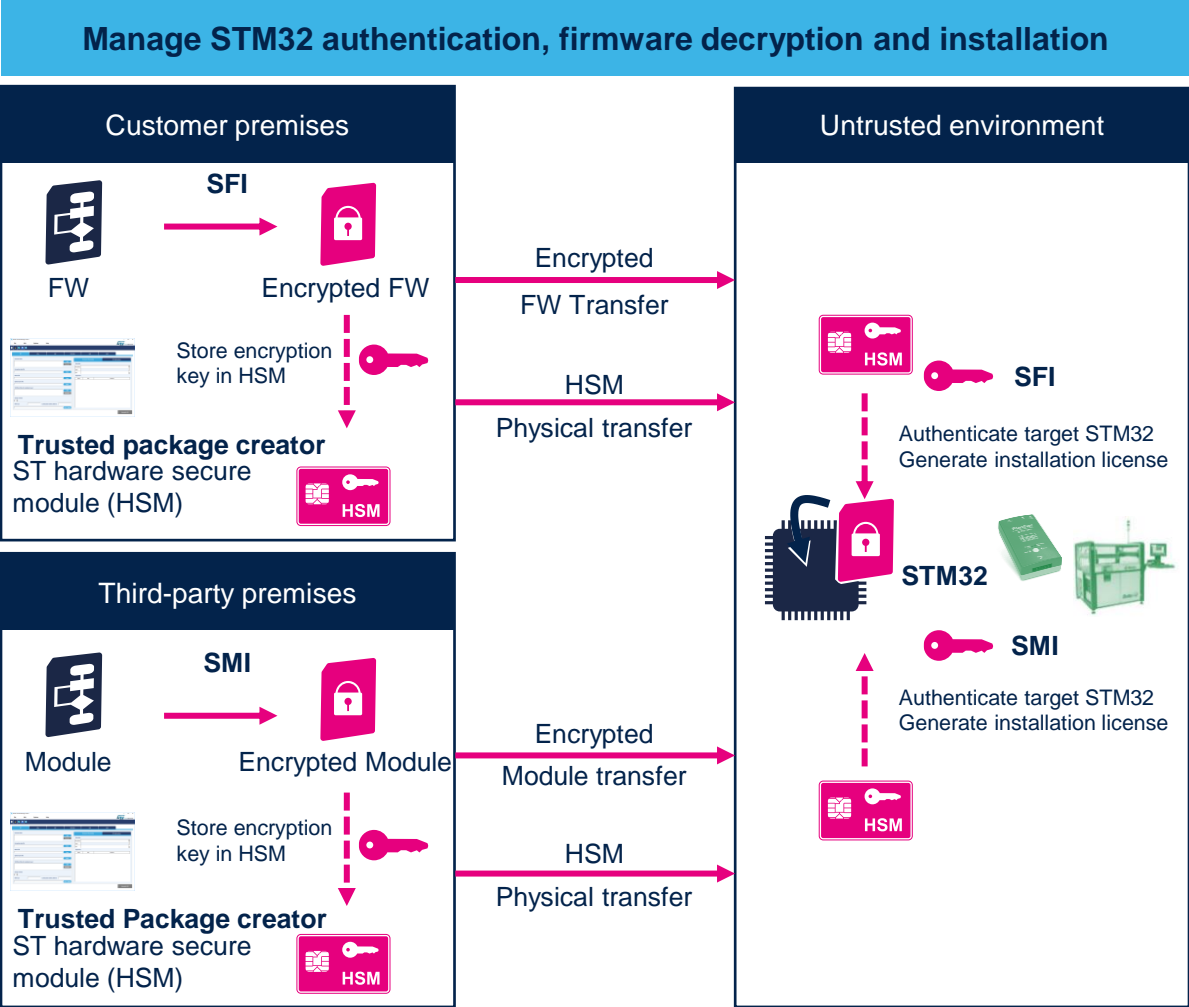 Manage STM32 authentication, firmware decryption and installation
Customer premises
SFI
FW
Encrypted FW
Store encryption
key in HSM
Trusted package creator
ST hardware secure
module (HSM)
HSM
Third-party premises
SMI
Module
Encrypted Module
Store encryption
key in HSM
Trusted Package creator
ST hardware secure
module (HSM)
HSM
Encrypted
FW Transfer
HSM
Physical transfer
Encrypted
Module transfer
HSM
Physical transfer
Untrusted environment
HSM
SFI
Authenticate target STM32
Generate installation license
STM32
SMI
Authenticate target STM32
Generate installation license
HSM